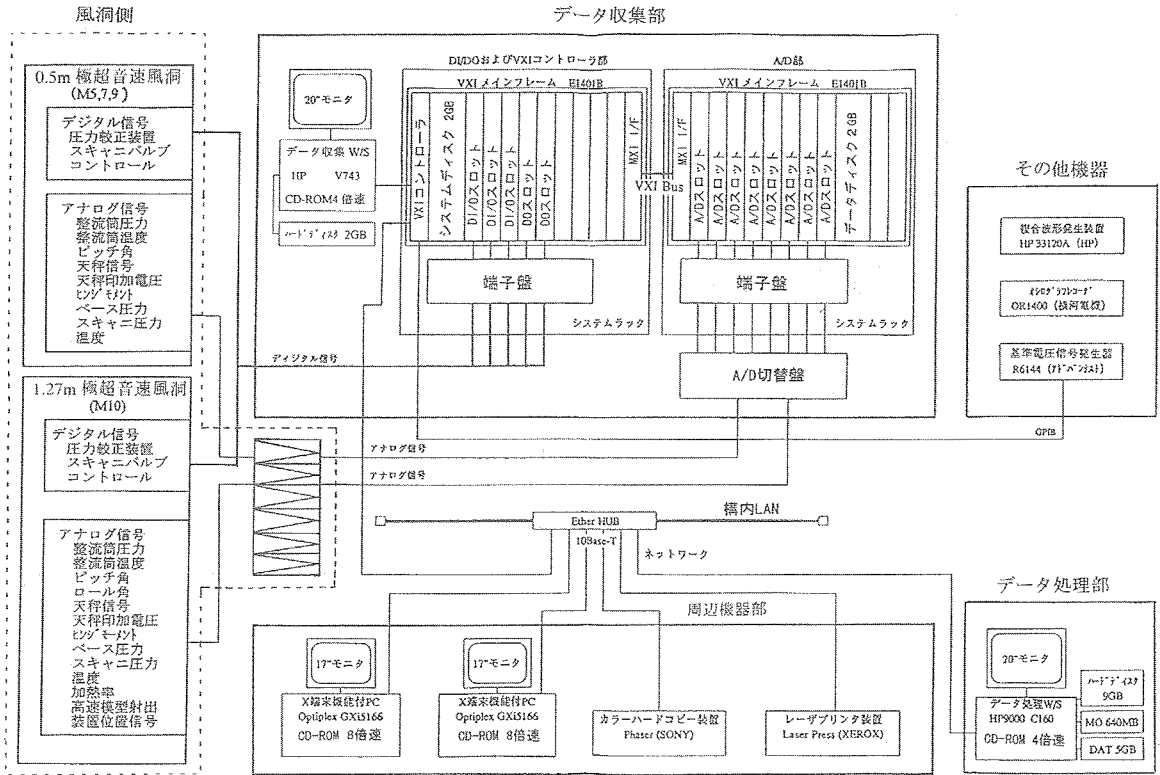 風洞側
0.5m 極超音速風洞
(M5,7,9)
デジタル信号
圧力較正装置
スキャニバルブ
コントロール
アナログ信号
整流筒圧力
整流筒温度
ピッチ角
天秤信号
天秤印加電圧
ヒンジモメント
ベース圧力
スキャニ圧力
温度
1.27m 極超音速風洞
(M10)
デジタル信号
圧力較正装置
スキャニバルブ
コントロール
アナログ信号
整流筒圧力
整流筒温度
ピッチ角
ロール角
天秤信号
天秤印加電圧
ヒンジモーメント
ベース圧力
スキャニ圧力
温度
加熱率
高速模型射出
装置位置信号
データ収集部
20"モニタ
データ収集 W/S
HP V743
CD-ROM4 倍速
ハードディスク 2GB
DI/DOおよびVXIコントローラ部
VXI メインフレーム E1401B
VXIコントローラ
システムディスク 2GB
DI/Oスロット
DI/Oスロット
DI/Oスロット
DOスロット
DOスロット
MXI I/F
端子盤
システムラック
VXI Bus
A/D部
VXI メインフレーム E1401B
MXI I/F
A/Dスロット
A/Dスロット
A/Dスロット
A/Dスロット
A/Dスロット
A/Dスロット
A/Dスロット
A/Dスロット
データディスク 2GB
端子盤
システムラック
A/D切替盤
ディジタル信号
アナログ信号
アナログ信号
GPIB
その他機器
複合波形発生装置
HP 33120A (HP)
オシログラフレコーダ
OR1400 (横河電機)
基準電圧信号発生器
R6144 (アドバンテスト)
構内LAN
Ether HUB
10Base-T
ネットワーク
周辺機器部
17"モニタ
X端末機能付PC
Optiplex GXi5166
CD-ROM 8倍速
17"モニタ
X端末機能付PC
Optiplex GXi5166
CD-ROM 8倍速
カラーハードコピー装置
Phaser (SONY)
レーザプリンタ装置
Laser Press (XEROX)
データ処理部
20"モニタ
データ処理W/S
HP9000 C160
CD-ROM 4倍速
ハードディスク
9GB
MO 640MB
DAT 5GB